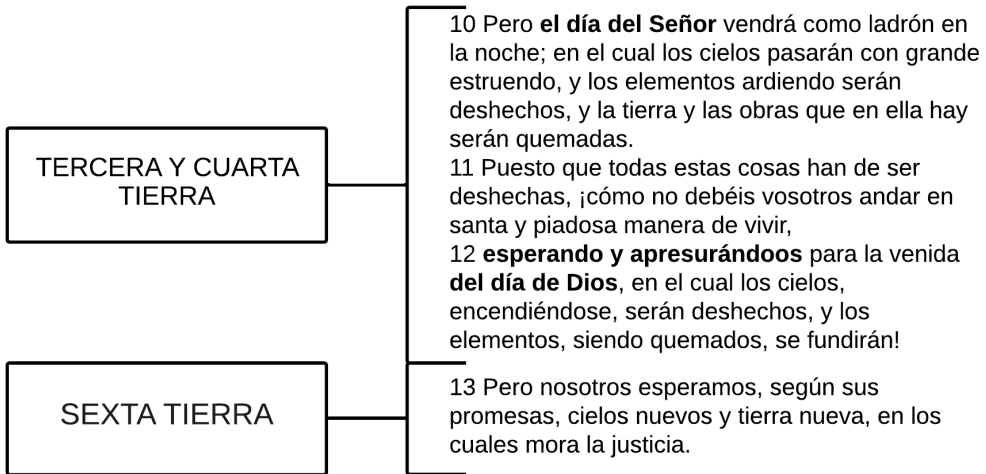 10 Pero el día del Señor vendrá como ladrón en
la noche; en el cual los cielos pasarán con grande
estruendo, y los elementos ardiendo serán
deshechos, y la tierra y las obras que en ella hay
serán quemadas.
11 Puesto que todas estas cosas han de ser
deshechas, ¡cómo no debéis vosotros andar en
santa y piadosa manera de vivir,
12 esperando y apresurándoos para la venida
del día de Dios, en el cual los cielos,
encendiéndose, serán deshechos, y los
elementos, siendo quemados, se fundirán!
TERCERA Y CUARTA
TIERRA
13 Pero nosotros esperamos, según sus
promesas, cielos nuevos y tierra nueva, en los
cuales mora la justicia.
SEXTA TIERRA